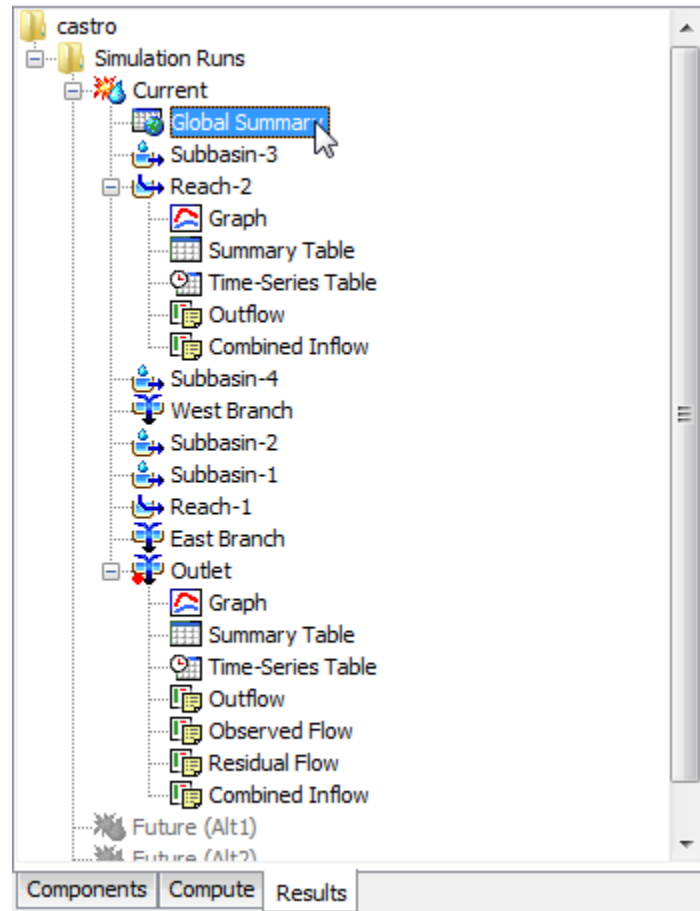 castro
Simulation Runs
Current
Global Summary
Subbasin-3
Reach-2
Graph
Summary Table
Time-Series Table
Outflow
Combined Inflow
Subbasin-4
West Branch
Subbasin-2
Subbasin-1
Reach-1
East Branch
Outlet
Graph
Summary Table
Time-Series Table
Outflow
Observed Flow
Residual Flow
Combined Inflow
Future (Alt1)
Future (Alt2)
Components Compute Results